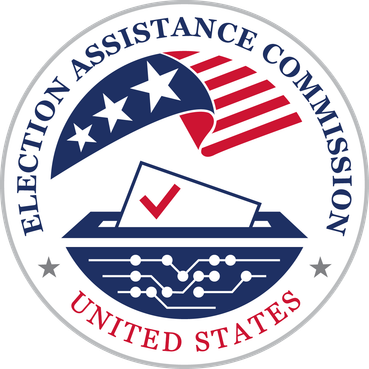 ELECTION ASSISTANCE COMMISSION
UNITED STATES